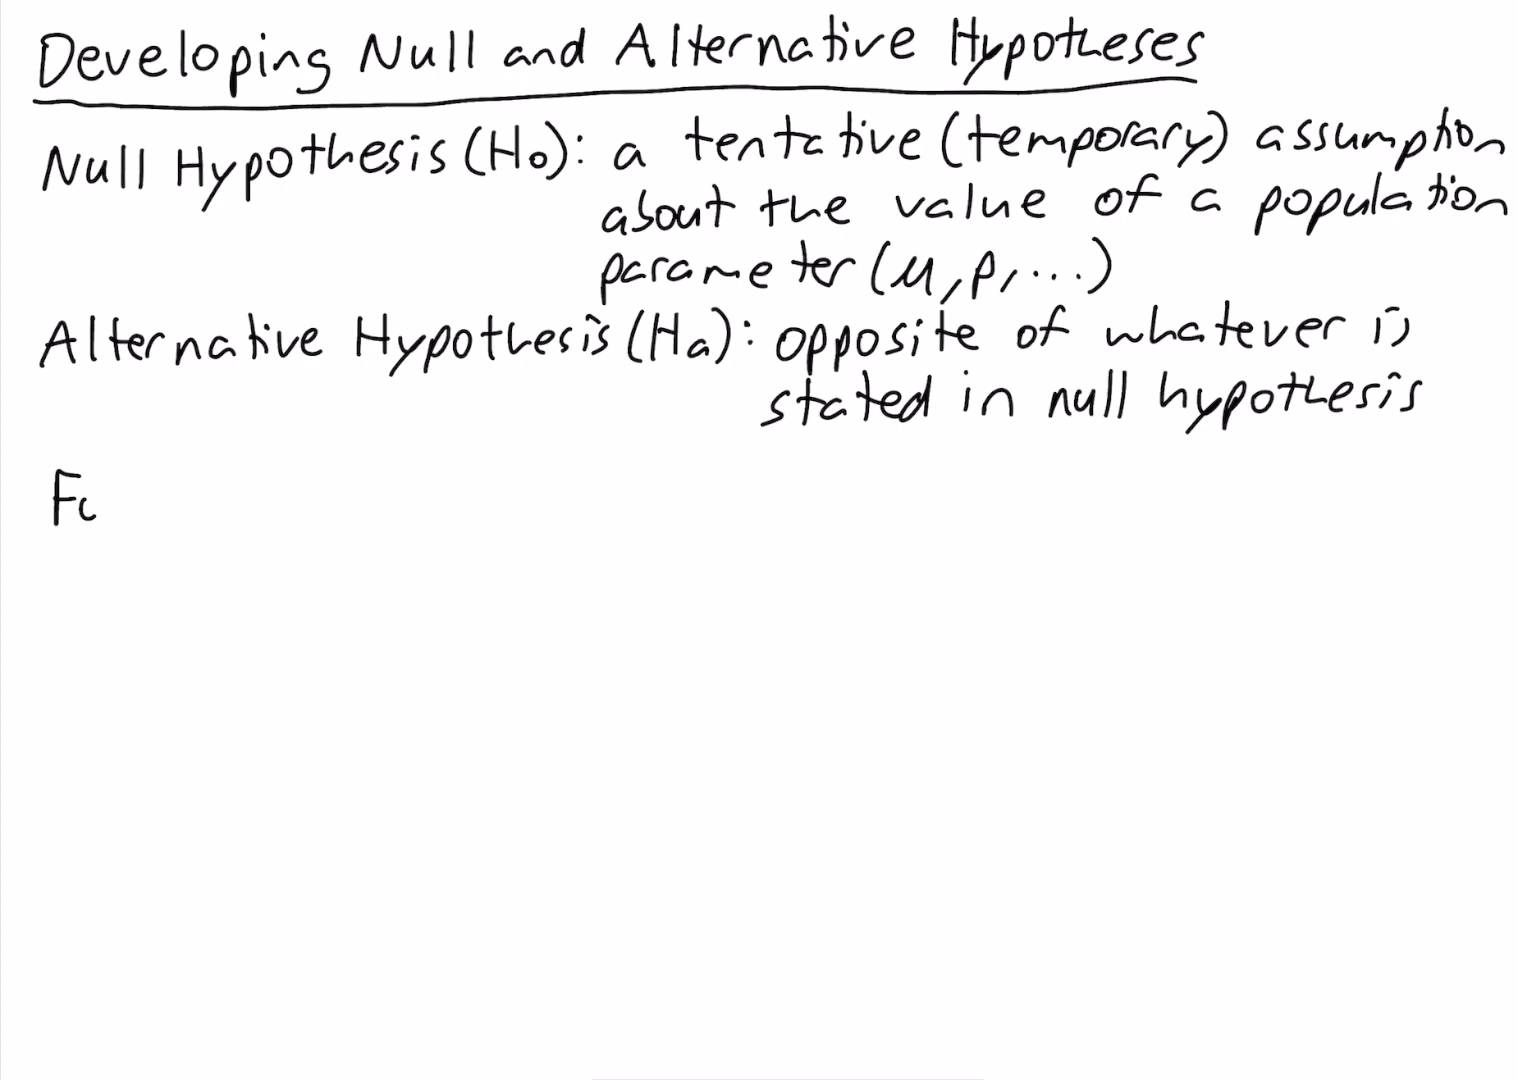 Developing Null and Alternative Hypotheses
Null Hypothesis (H₀): a tentative (temporary) assumption
about the value of a population
parameter (μ, p, ...)
Alternative Hypothesis (Ha): opposite of whatever is
stated in null hypothesis